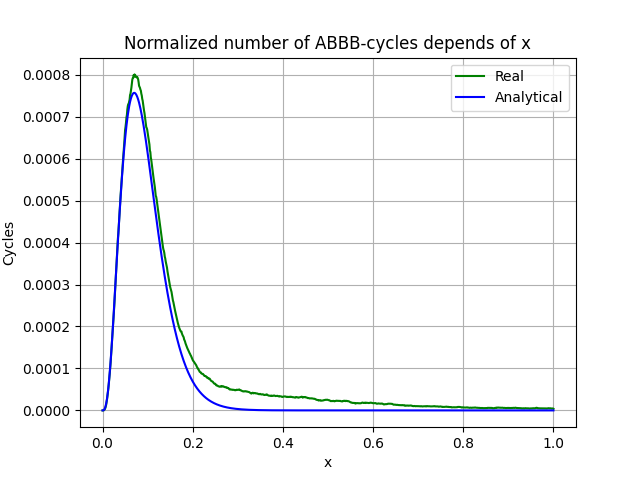 Normalized number of ABBB-cycles depends of x
Real
Analytical
0.0008
0.0007
0.0006
0.0005
0.0004
0.0003
0.0002
0.0001
0.0000
Cycles
0.0 0.2 0.4 0.6 0.8 1.0
x